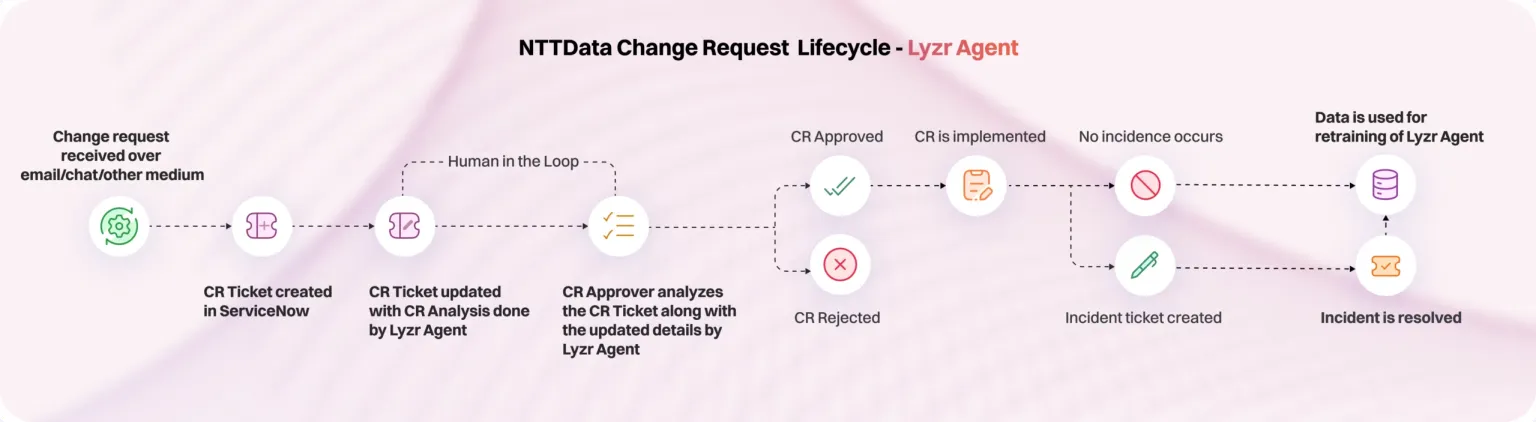 NTTData Change Request Lifecycle - Lyzr Agent
Change request
received over
email/chat/other medium
CR Ticket created
in ServiceNow
Human in the Loop
CR Ticket updated
with CR Analysis done
by Lyzr Agent
CR Approver analyzes
the CR Ticket along with
the updated details by
Lyzr Agent
CR Approved
CR Rejected
CR is implemented
No incidence occurs
Incident ticket created
Data is used for
retraining of Lyzr Agent
Incident is resolved